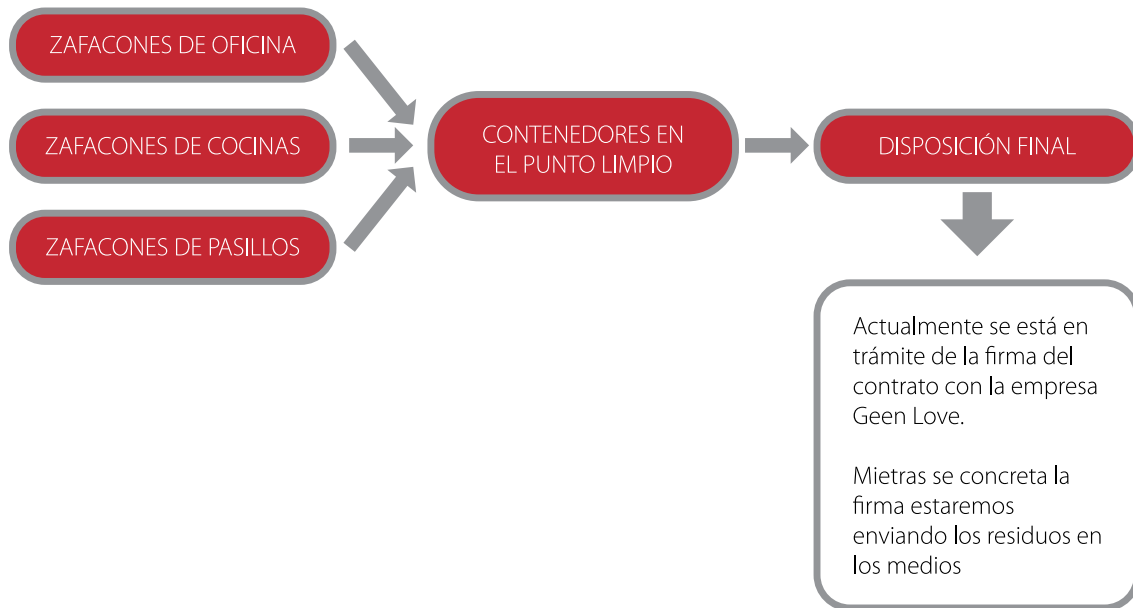 ZAFACONES DE OFICINA
ZAFACONES DE COCINAS
ZAFACONES DE PASILLOS
CONTENEDORES EN
EL PUNTO LIMPIO
DISPOSICIÓN FINAL
Actualmente se está en
trámite de la firma del
contrato con la empresa
Geen Love.
Mietras se concreta la
firma estaremos
enviando los residuos en
los medios